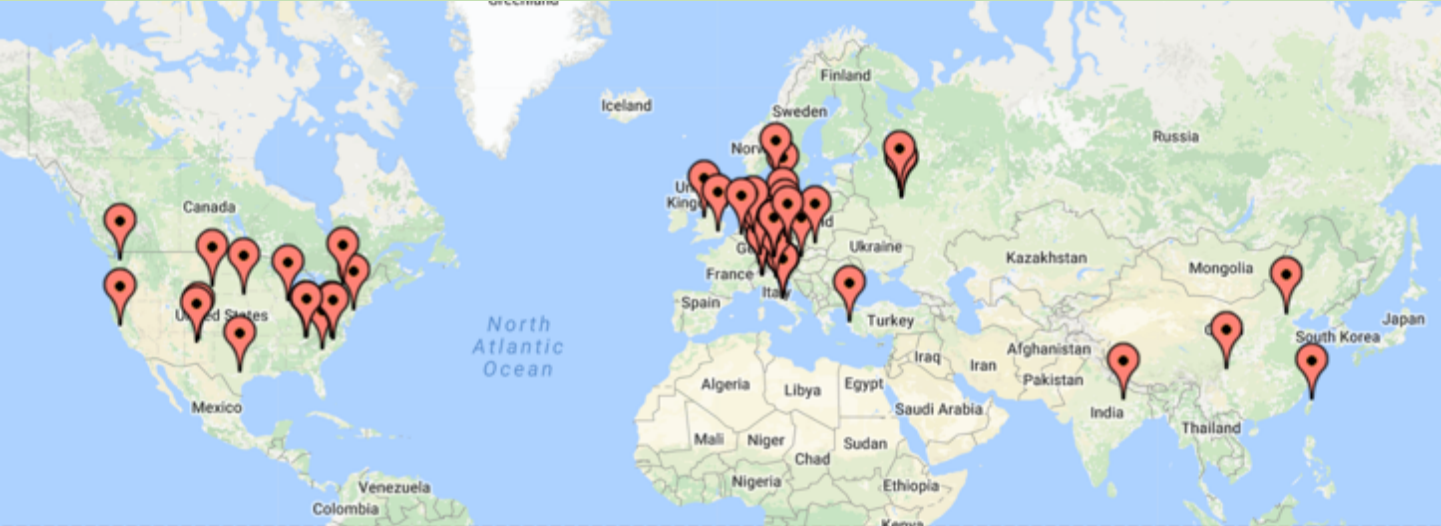 Greenland
Finland
Iceland
Sweden
Russia
Canada
Ukraine
Kazakhstan
Mongolia
France
Spain
Turkey
United States
North
Atlantic
Ocean
Japan
South Korea
Afghanistan
Iraq
Iran
Pakistan
Algeria
Libya
Egypt
Mexico
Saudi Arabia
India
Thailand
Mali
Niger
Sudan
Chad
Nigeria
Ethiopia
Venezuela
Colombia